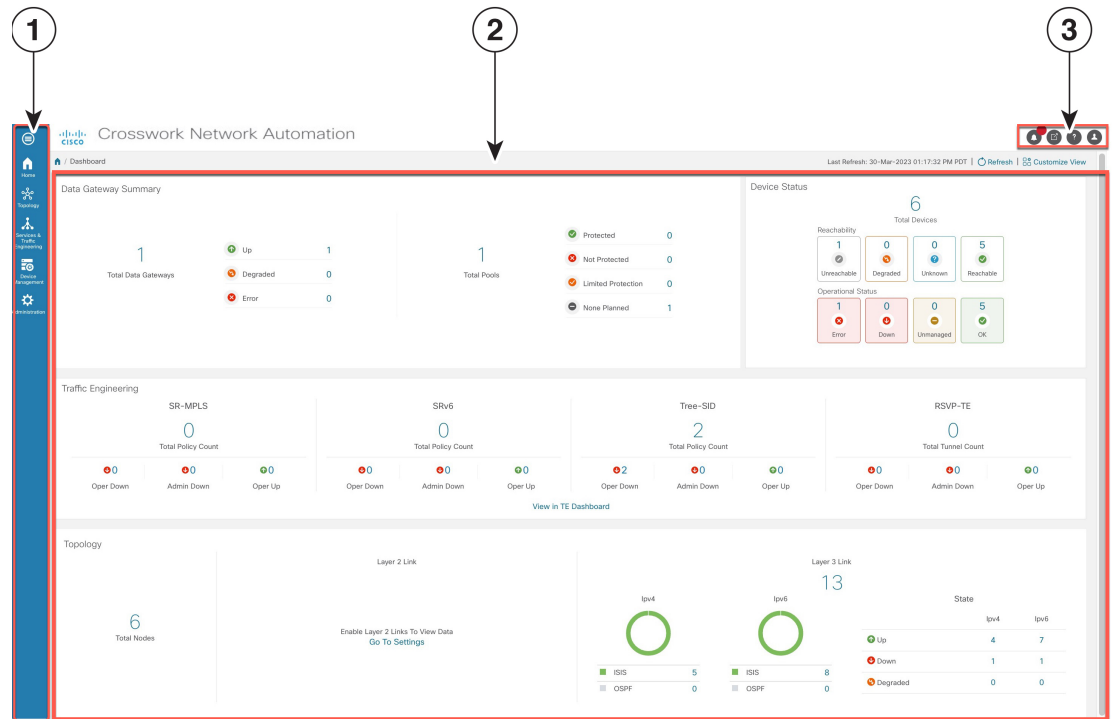 1
2
3
CISCO
Crosswork Network Automation
/ Dashboard
Last Refresh: 30-Mar-2023 01:17:32 PM PDT | Refresh | Customize View
Home
Topology
Services &
Traffic
Engineering
Device
Management
Administration
Data Gateway Summary
1
Total Data Gateways
Up 1
Degraded 0
Error 0
1
Total Pools
Protected 0
Not Protected 0
Limited Protection 0
None Planned 1
Device Status
6
Total Devices
Reachability
1 0 0 5
Unreachable Degraded Unknown Reachable
Operational Status
1 0 0 5
Error Down Unmanaged OK
Traffic Engineering
SR-MPLS SRv6 Tree-SID RSVP-TE
0 0 2 0
Total Policy Count Total Policy Count Total Policy Count Total Tunnel Count
0 0 0 0 0 0 2 0 0 0 0 0
Oper Down Admin Down Oper Up Oper Down Admin Down Oper Up Oper Down Admin Down Oper Up Oper Down Admin Down Oper Up
View in TE Dashboard
Topology
6
Total Nodes
Layer 2 Link
Enable Layer 2 Links To View Data
Go To Settings
Layer 3 Link
13
Ipv4 Ipv6
ISIS 5 ISIS 8
OSPF 0 OSPF 0
State
Ipv4 Ipv6
Up 4 7
Down 1 1
Degraded 0 0